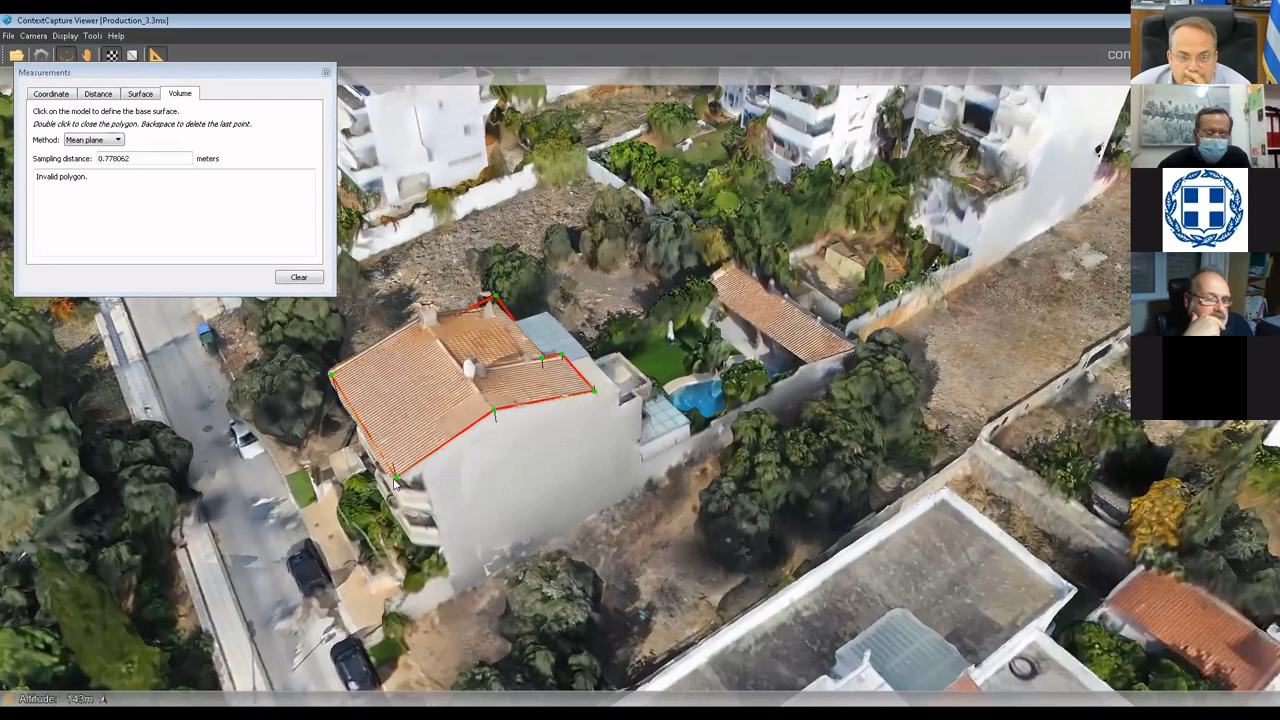 ContextCapture Viewer [Production_3.3mx]
File Camera Display Tools Help
Measurements
Coordinate Distance Surface Volume
Click on the model to define the base surface.
Double click to close the polygon. Backspace to delete the last point.
Method: Mean plane
Sampling distance: 0.778062 meters
Invalid polygon.
Clear
con
Altitude: 143m